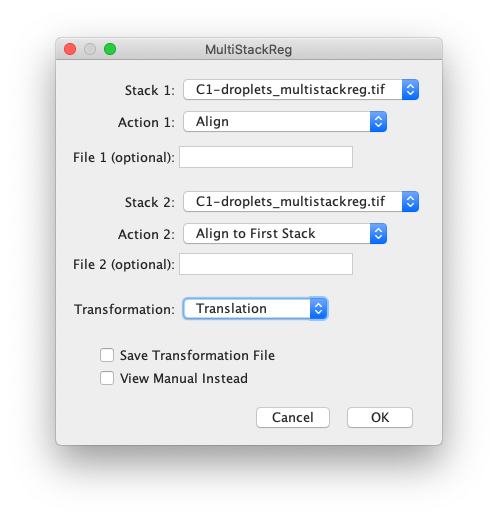 MultiStackReg
Stack 1: C1-droplets_multistackreg.tif
Action 1: Align
File 1 (optional):
Stack 2: C1-droplets_multistackreg.tif
Action 2: Align to First Stack
File 2 (optional):
Transformation: Translation
Save Transformation File
View Manual Instead
Cancel OK